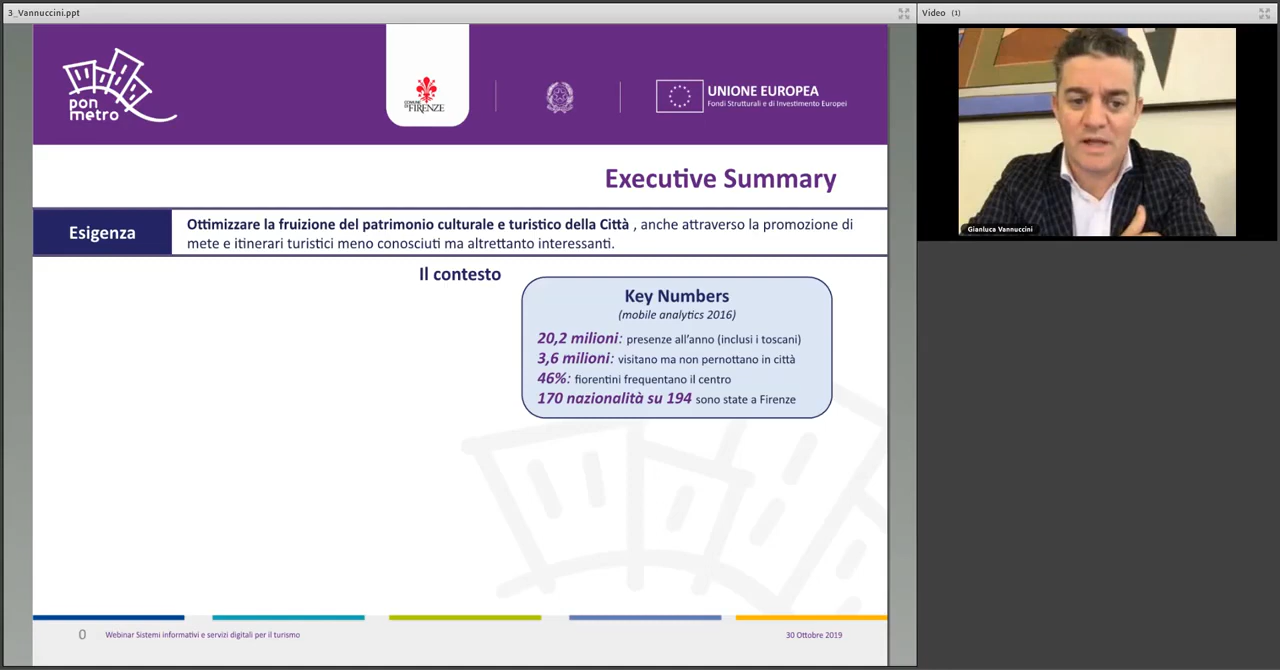 3_Vannuccini.ppt
Video (1)
pon
metro
COMUNE
DI FIRENZE
UNIONE EUROPEA
Fondi Strutturali e di Investimento Europei
Gianluca Vannuccini
Executive Summary
Esigenza
Ottimizzare la fruizione del patrimonio culturale e turistico della Città , anche attraverso la promozione di
mete e itinerari turistici meno conosciuti ma altrettanto interessanti.
Il contesto
Key Numbers
(mobile analytics 2016)
20,2 milioni: presenze all'anno (inclusi i toscani)
3,6 milioni: visitano ma non pernottano in città
46%: fiorentini frequentano il centro
170 nazionalità su 194 sono state a Firenze
0 Webinar Sistemi informativi e servizi digitali per il turismo 30 Ottobre 2019